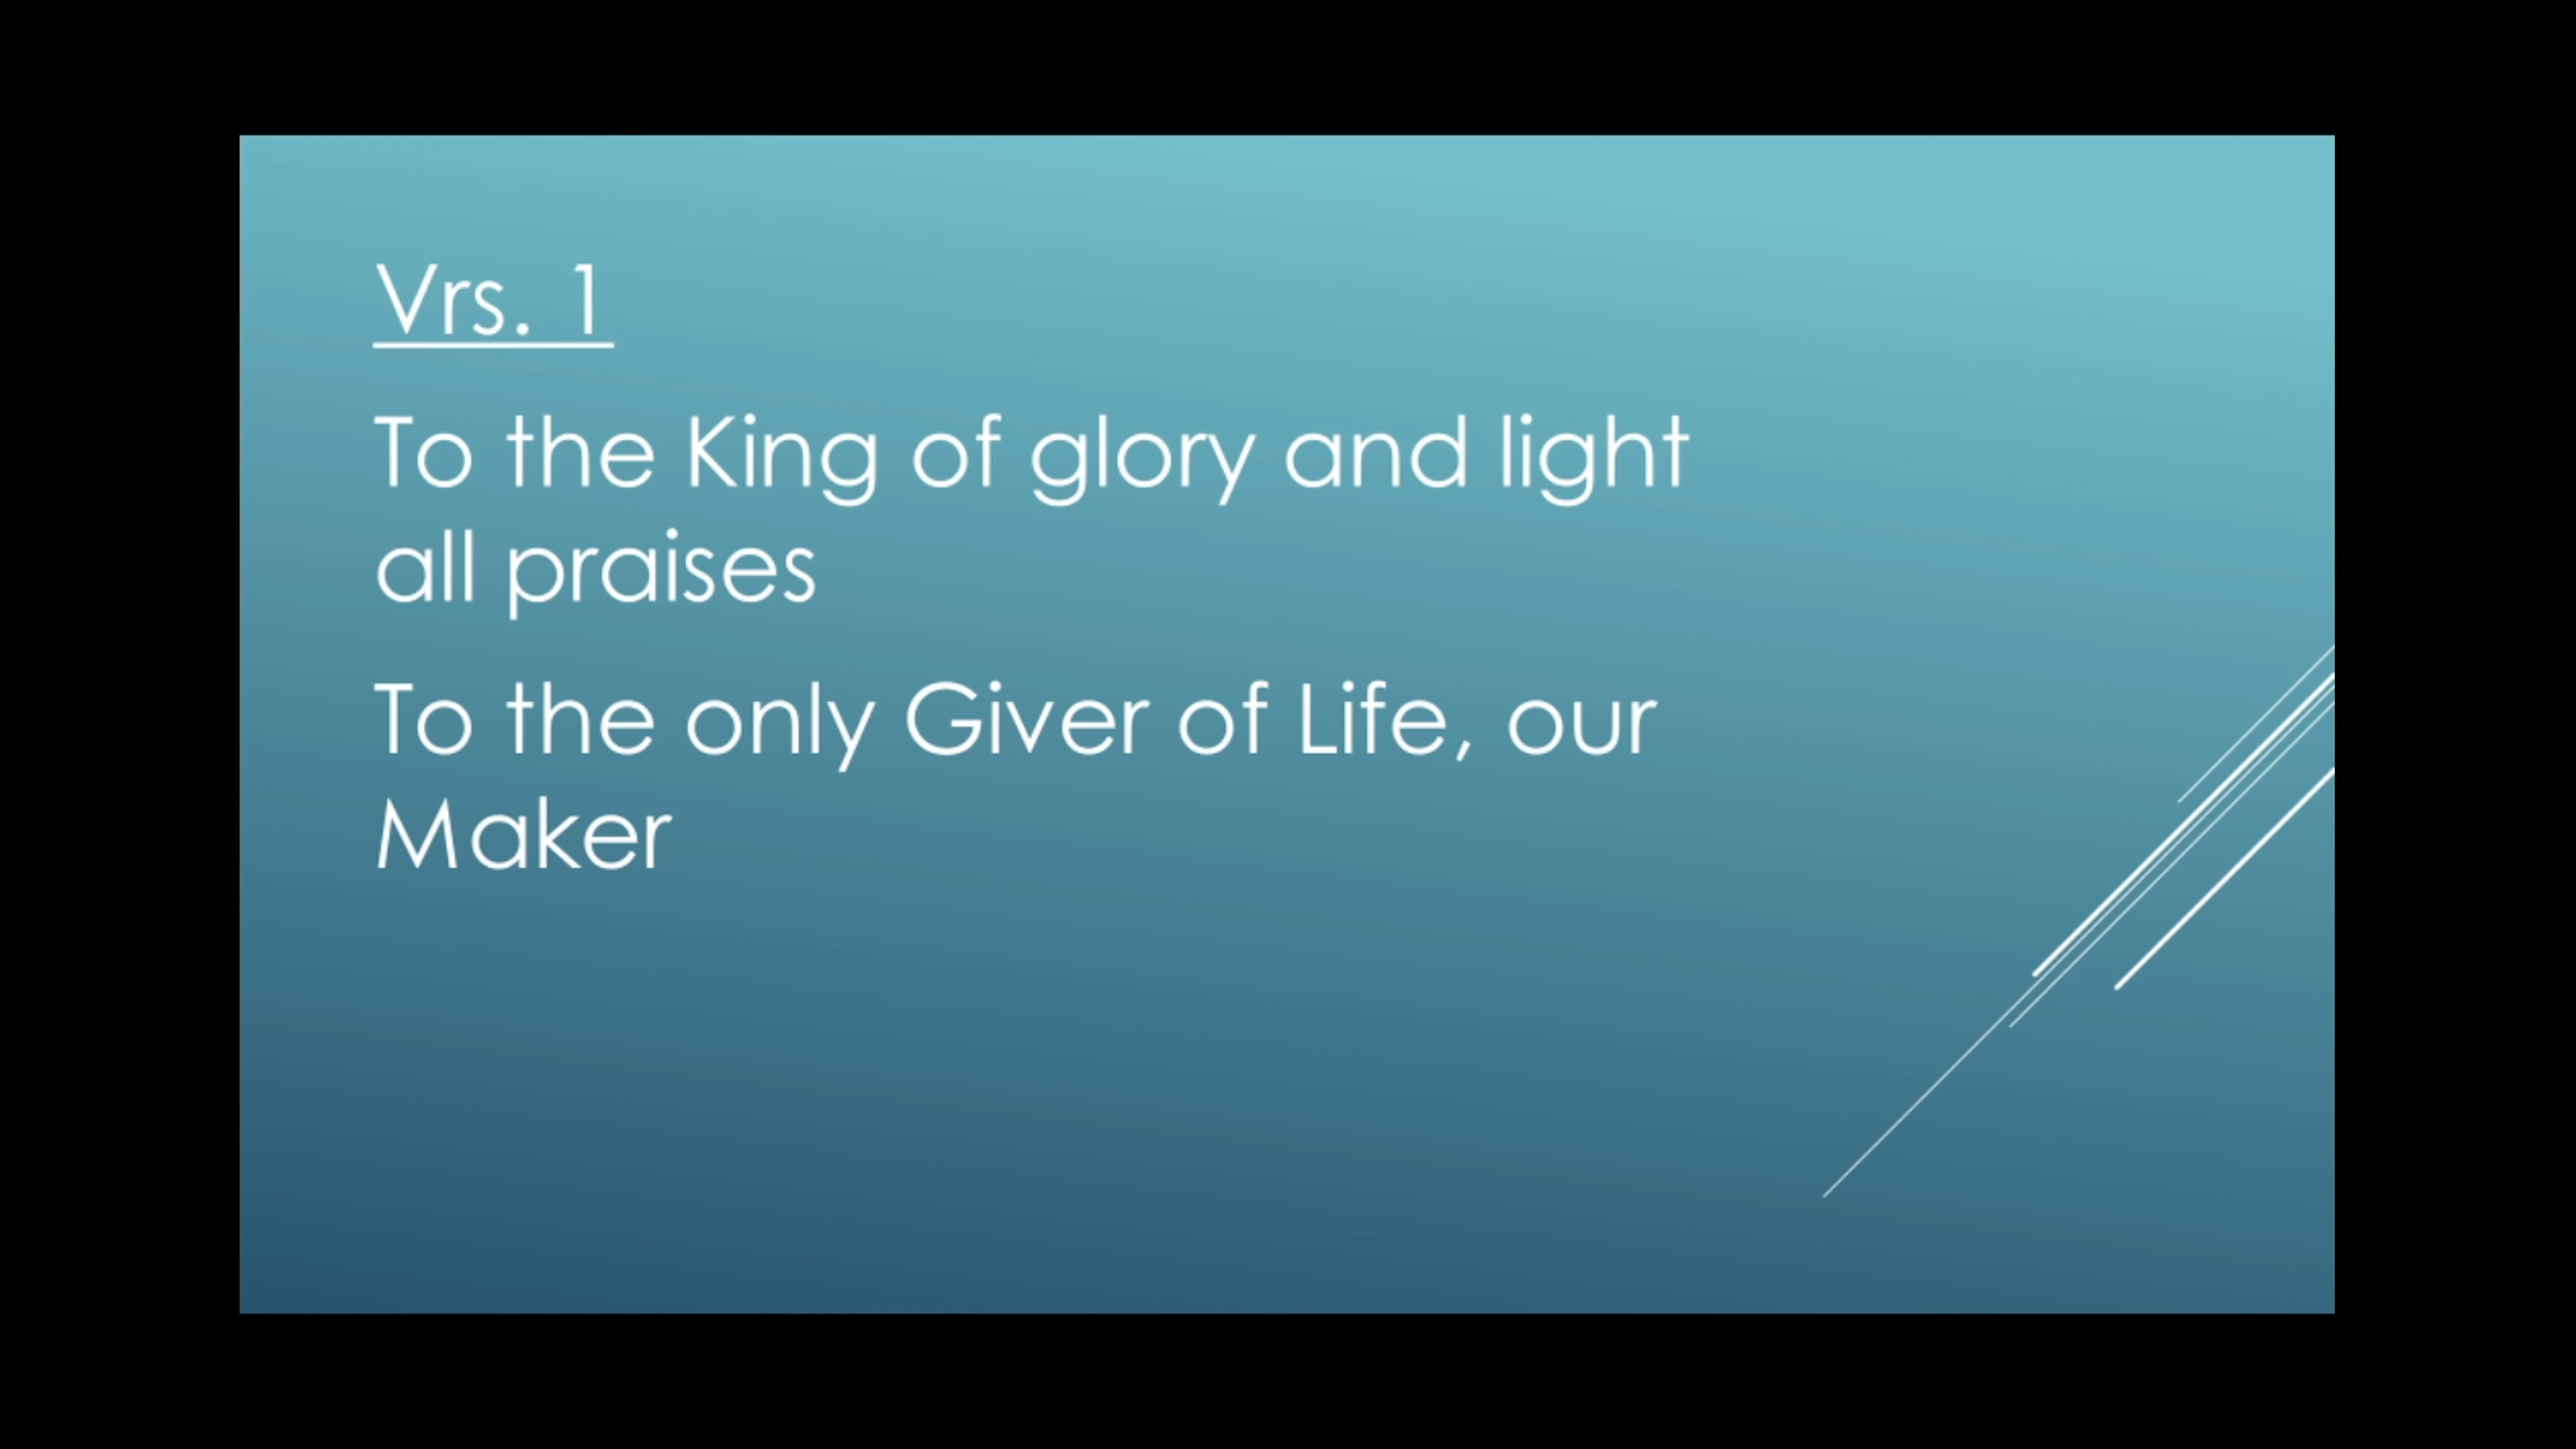 Vrs. 1
To the King of glory and light
all praises
To the only Giver of Life, our
Maker